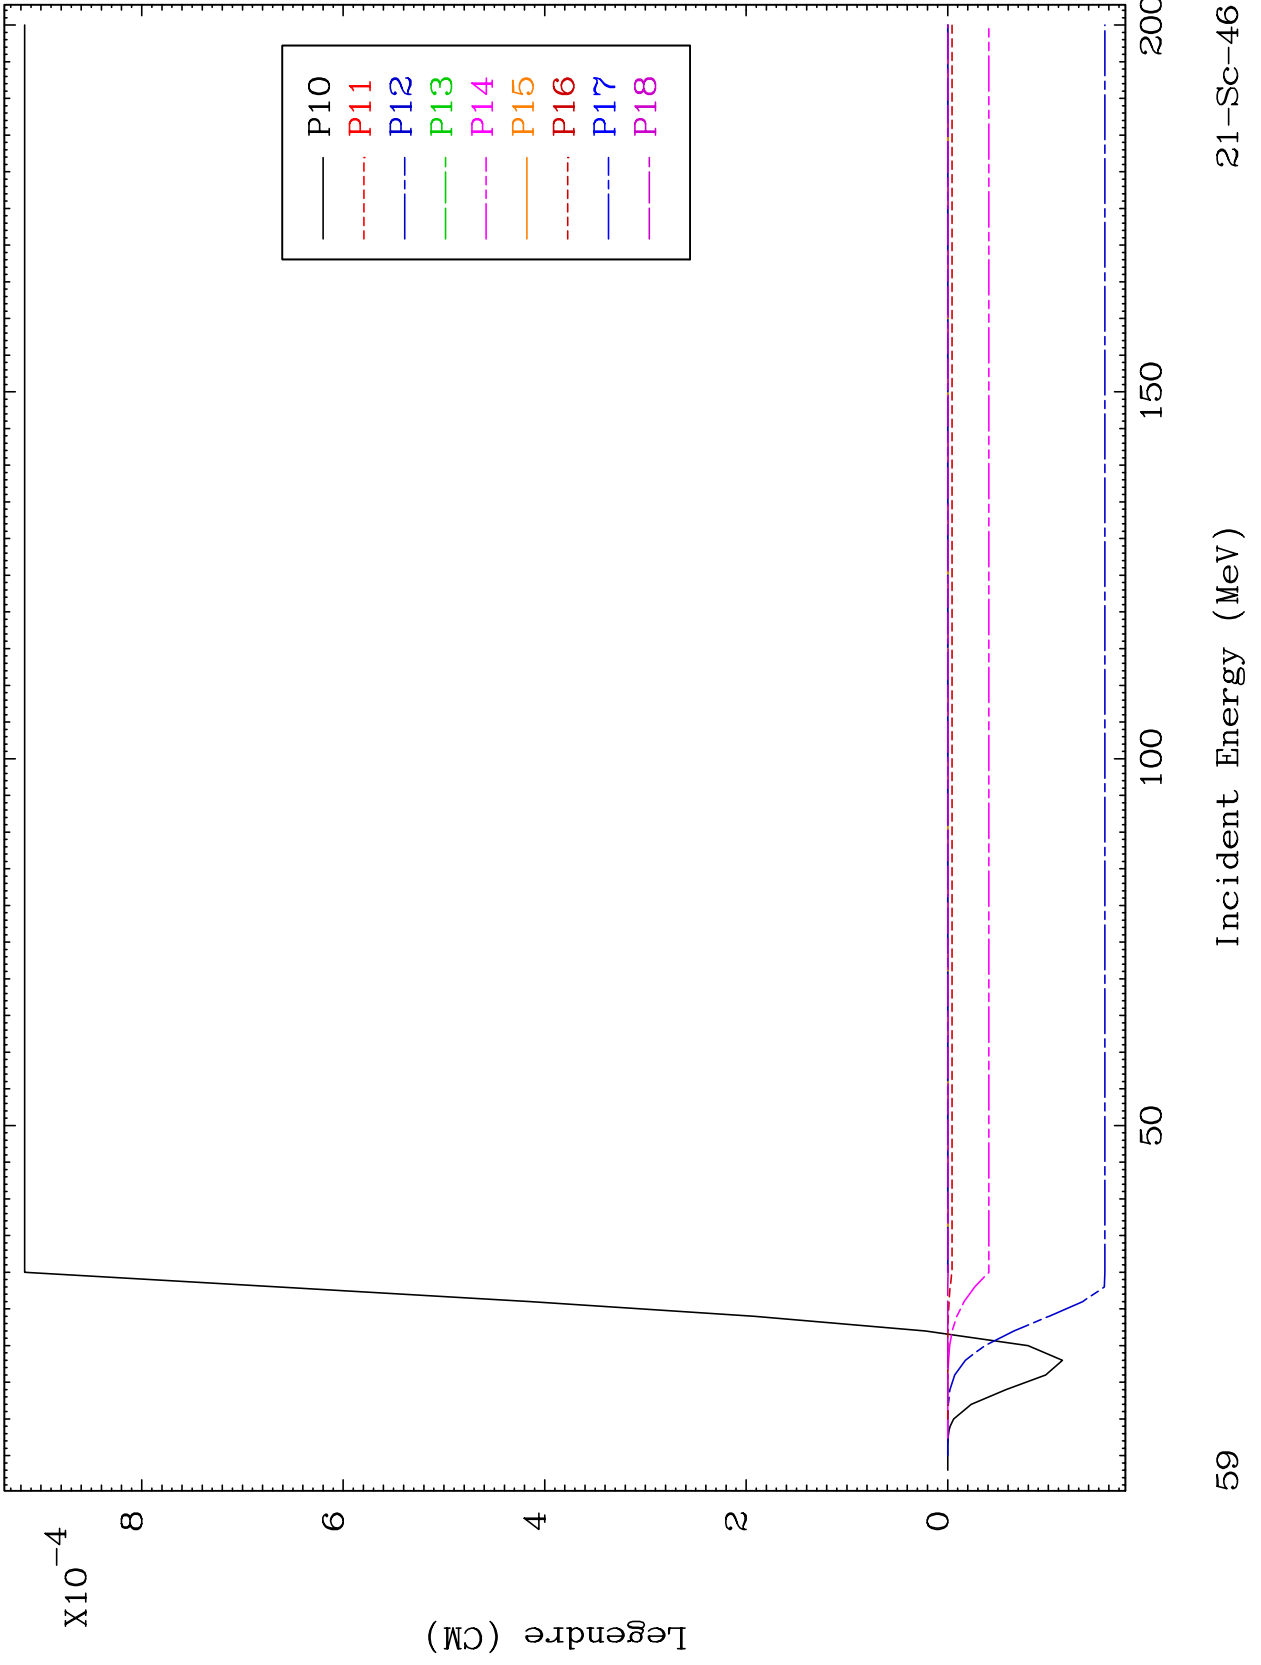 X10⁻⁴
8
6
4
2
0
Legendre (CM)
P10
P11
P12
P13
P14
P15
P16
P17
P18
50
100
150
200
Incident Energy (MeV)
59
21-Sc-46